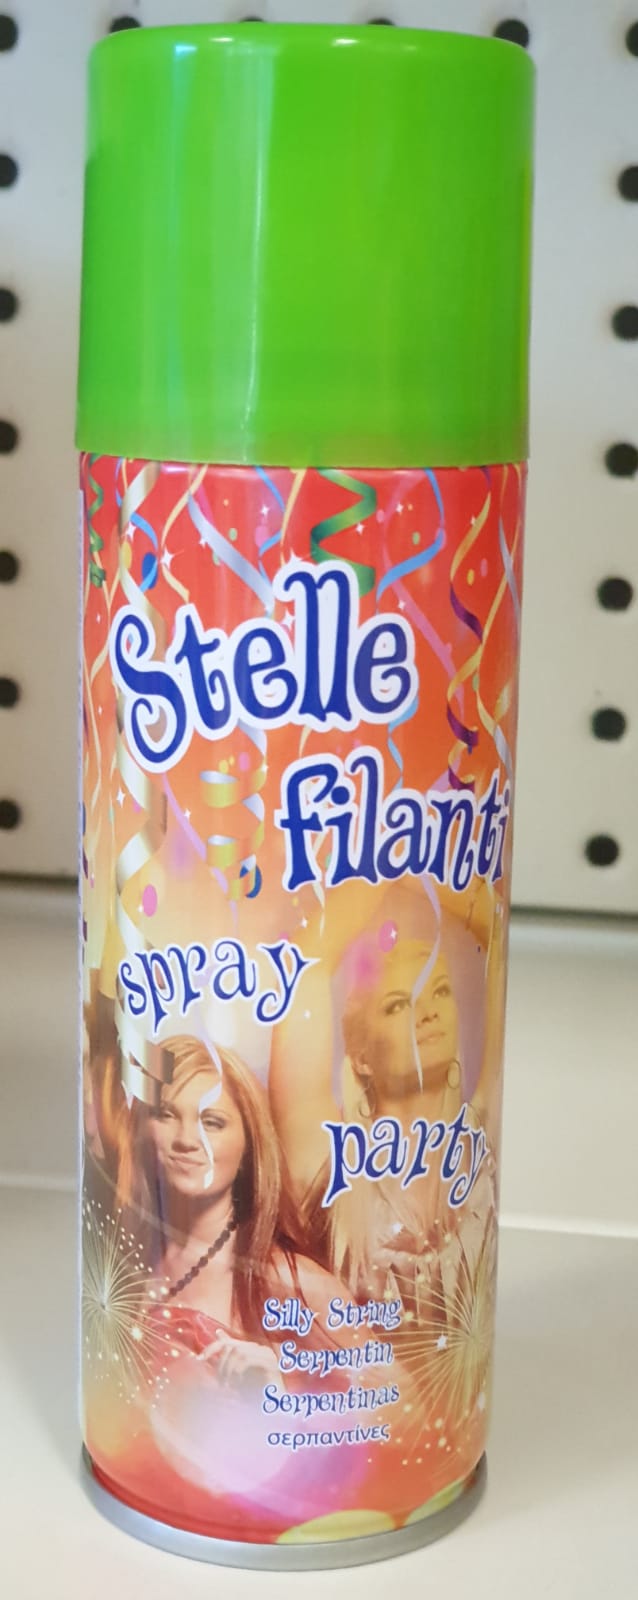 Stelle
filanti
spray
party
Silly String
Serpentin
Serpentinas
σερπαντίνες